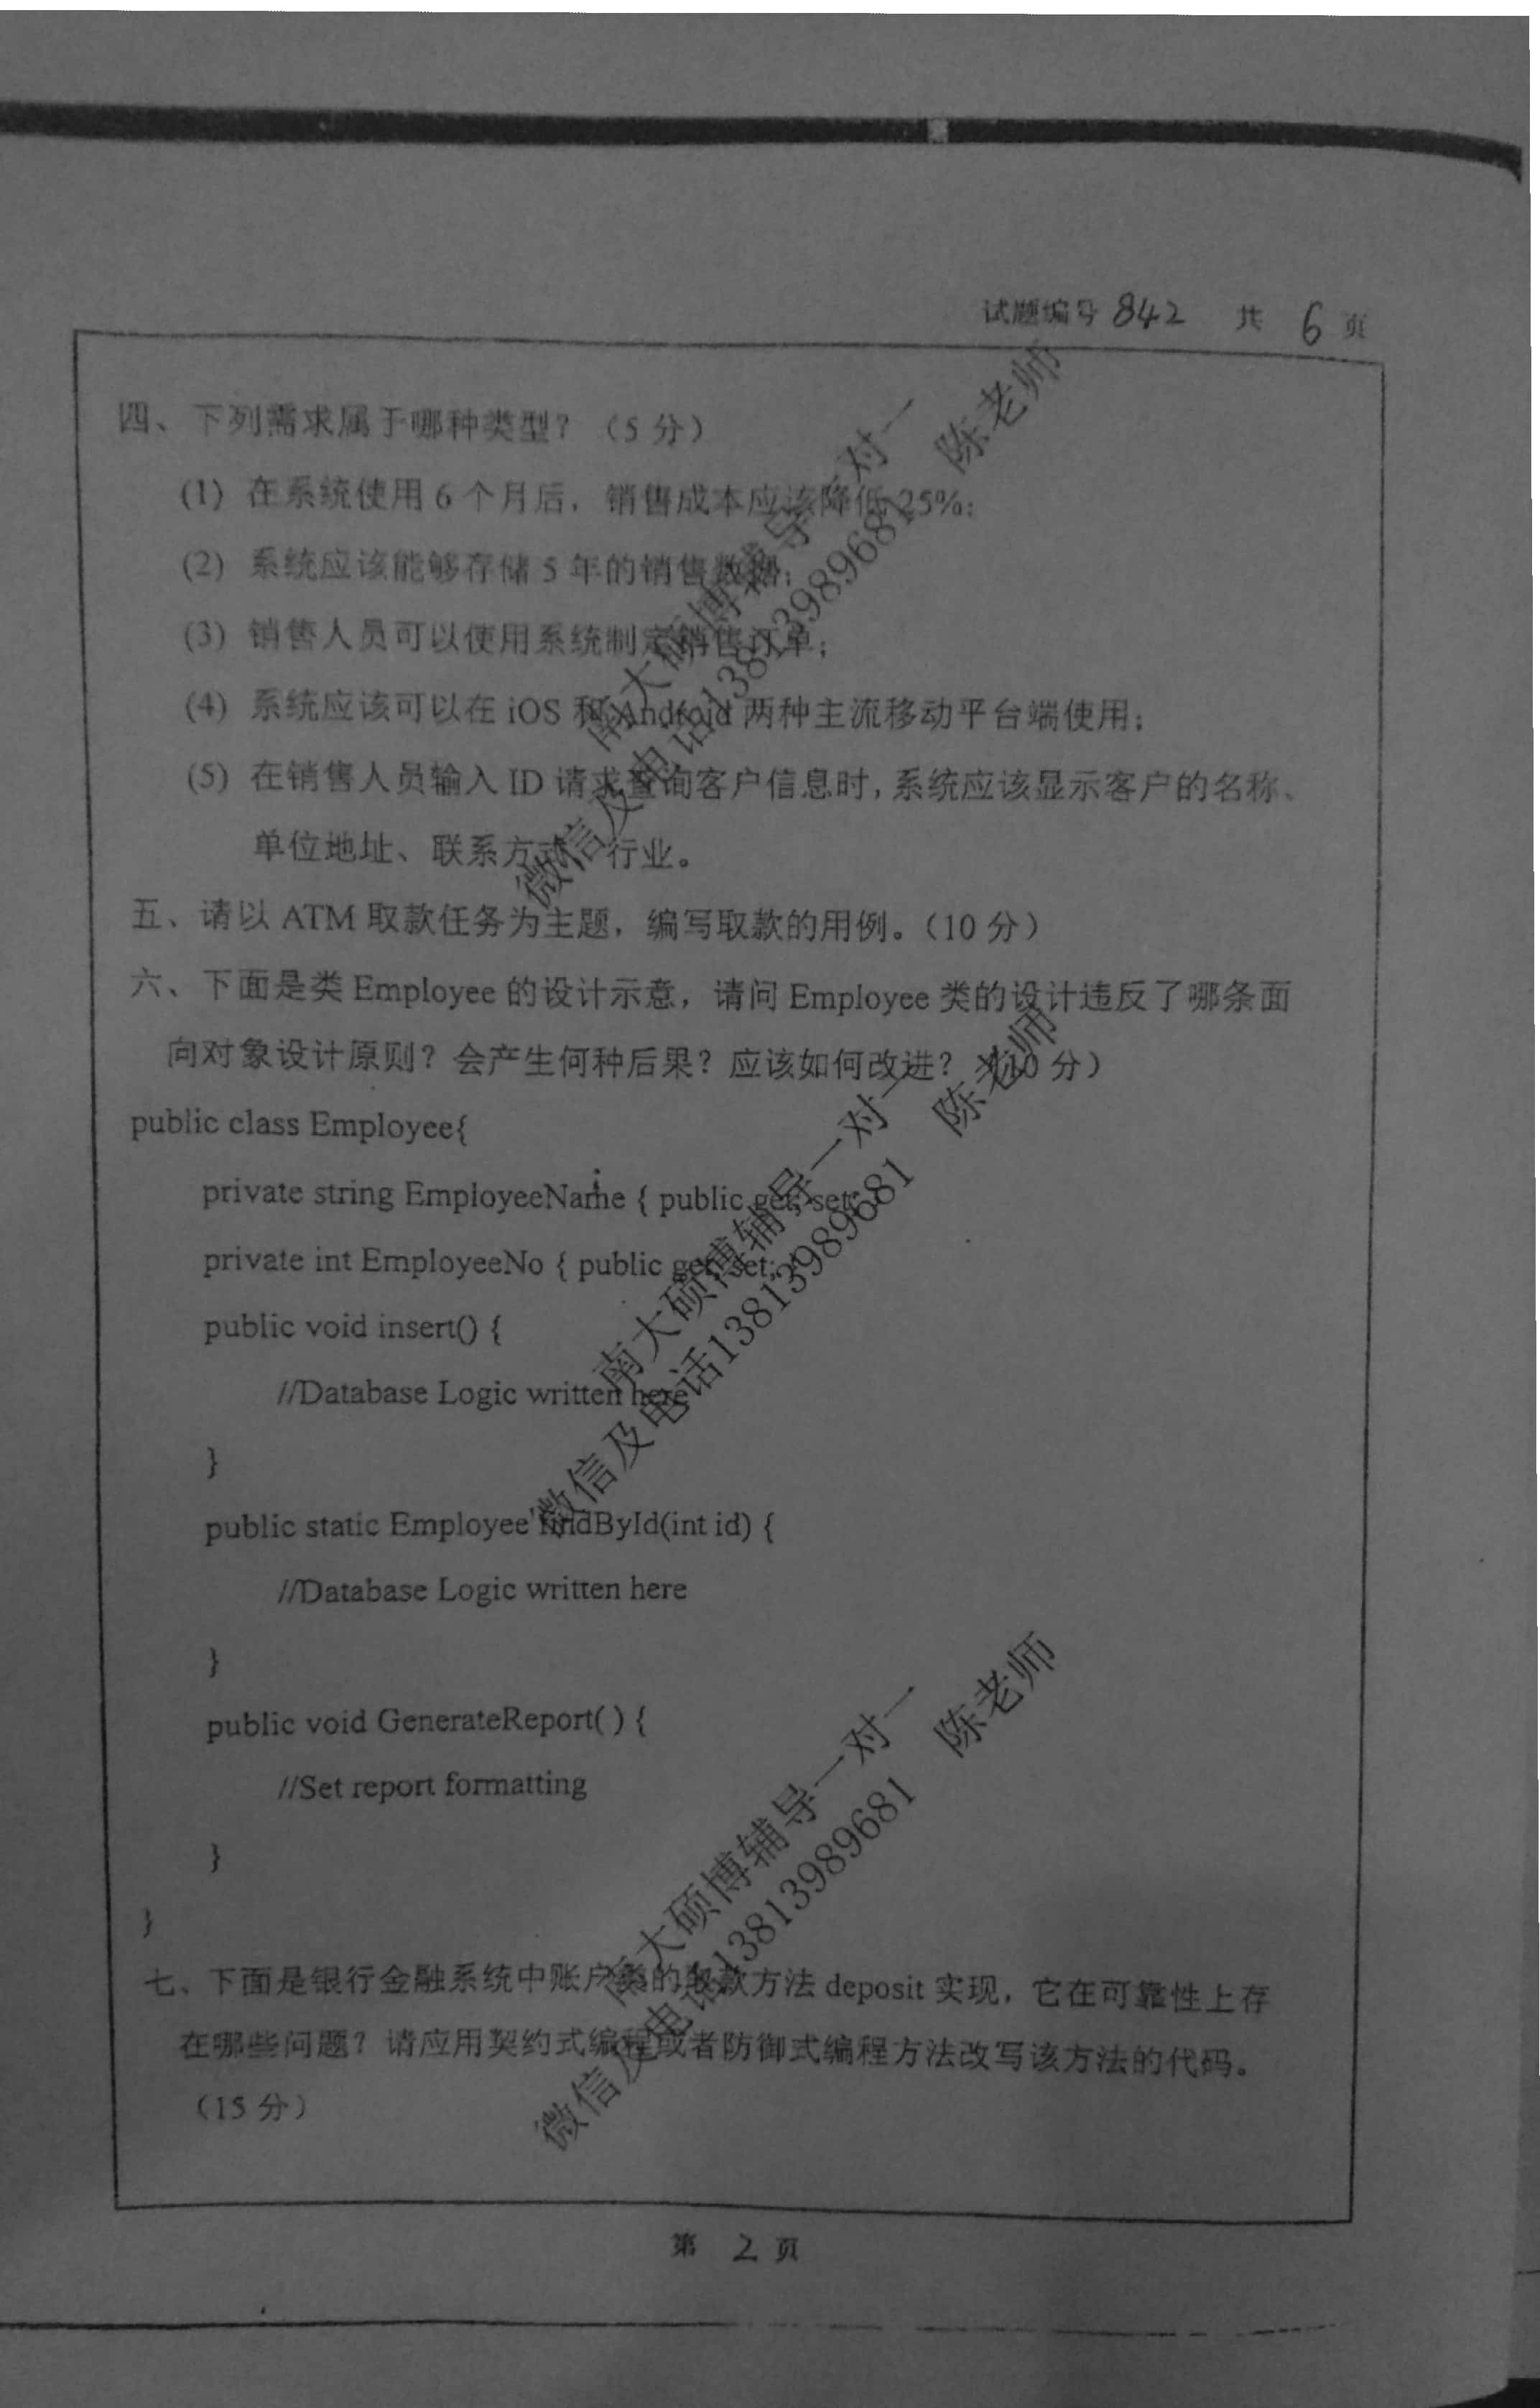 试题编号 842 共 6 页
四、下列需求属于哪种类型？（5 分）
(1) 在系统使用 6 个月后，销售成本应该降低 25%;
(2) 系统应该能够存储 5 年的销售数据;
(3) 销售人员可以使用系统制定销售订单;
(4) 系统应该可以在 iOS 和 Android 两种主流移动平台端使用;
(5) 在销售人员输入 ID 请求查询客户信息时, 系统应该显示客户的名称、
单位地址、联系方式、行业。
五、请以 ATM 取款任务为主题，编写取款的用例。（10 分）
六、下面是类 Employee 的设计示意，请问 Employee 类的设计违反了哪条面
向对象设计原则？会产生何种后果？应该如何改进？（10 分）
public class Employee{
private string EmployeeName { public get; set;
private int EmployeeNo { public get; set;
public void insert() {
//Database Logic written here
}
public static Employee findById(int id) {
//Database Logic written here
}
public void GenerateReport( ) {
//Set report formatting
}
}
七、下面是银行金融系统中账户类的取款方法 deposit 实现，它在可靠性上存
在哪些问题？请应用契约式编程或者防御式编程方法改写该方法的代码。
（15 分）
第 2 页
南大硕博辅导一对一
微信及电话13813989681 陈老师
南大硕博辅导一对一
微信及电话13813989681 陈老师
南大硕博辅导一对一
微信及电话13813989681 陈老师